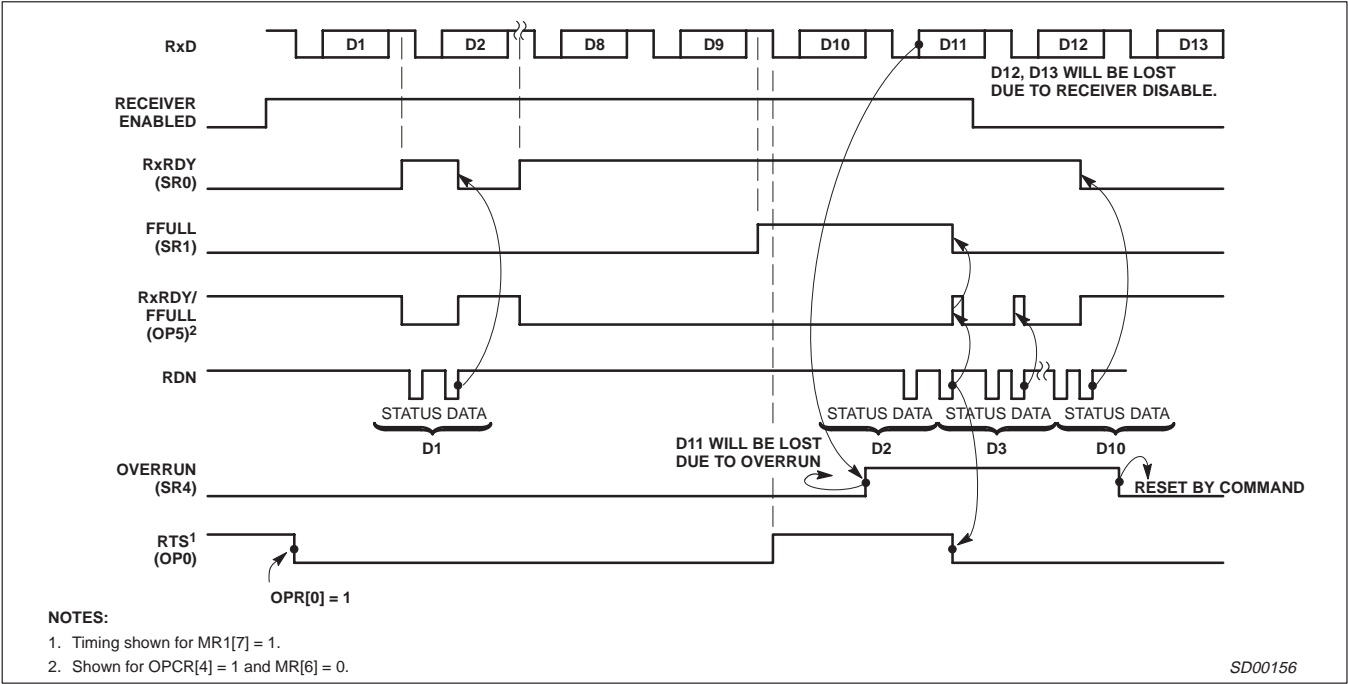 RxD
D1
D2
D8
D9
D10
D11
D12
D13
D12, D13 WILL BE LOST
DUE TO RECEIVER DISABLE.
RECEIVER
ENABLED
RxRDY
(SR0)
FFULL
(SR1)
RxRDY/
FFULL
(OP5)2
RDN
STATUS DATA
D1
STATUS DATA
D2
STATUS DATA
D3
STATUS DATA
D10
D11 WILL BE LOST
DUE TO OVERRUN
OVERRUN
(SR4)
RESET BY COMMAND
RTS1
(OP0)
OPR[0] = 1
NOTES:
1. Timing shown for MR1[7] = 1.
2. Shown for OPCR[4] = 1 and MR[6] = 0.
SD00156